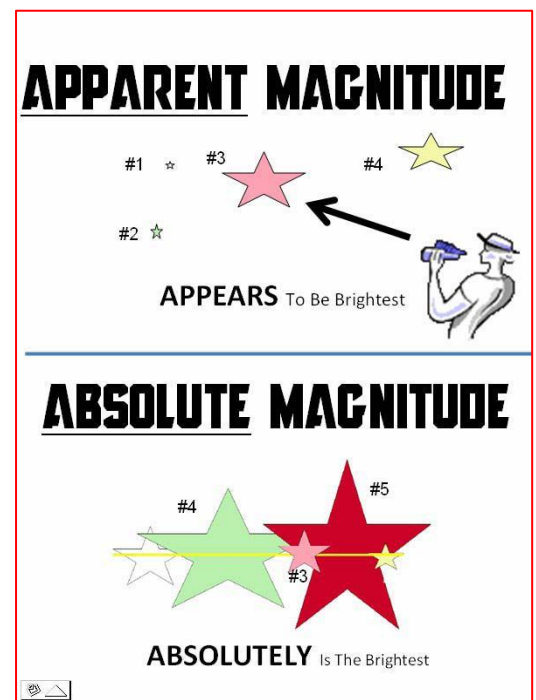 APPARENT MAGNITUDE
#1 #3 #4
#2
APPEARS To Be Brightest
ABSOLUTE MAGNITUDE
#5
#4
#3
ABSOLUTELY Is The Brightest